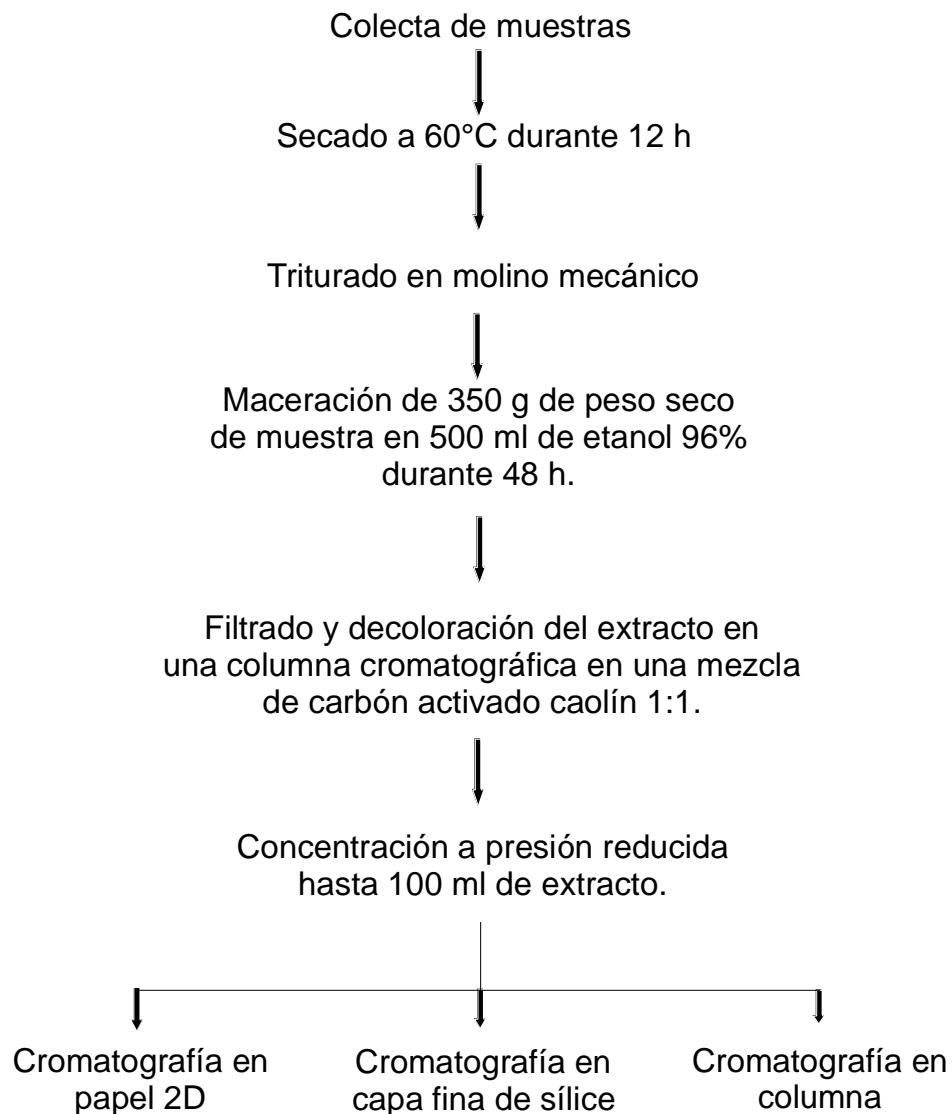 Colecta de muestras
Secado a 60°C durante 12 h
Triturado en molino mecánico
Maceración de 350 g de peso seco
de muestra en 500 ml de etanol 96%
durante 48 h.
Filtrado y decoloración del extracto en
una columna cromatográfica en una mezcla
de carbón activado caolín 1:1.
Concentración a presión reducida
hasta 100 ml de extracto.
Cromatografía en
papel 2D
Cromatografía en
capa fina de sílice
Cromatografía en
columna